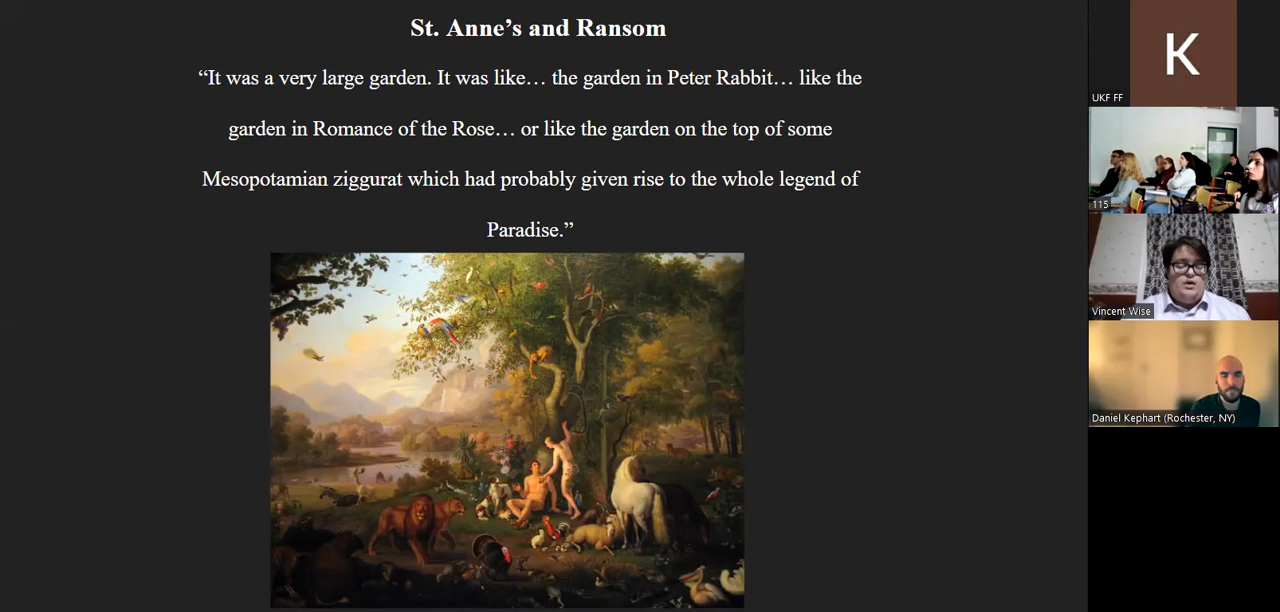 St. Anne’s and Ransom
“It was a very large garden. It was like… the garden in Peter Rabbit… like the
garden in Romance of the Rose… or like the garden on the top of some
Mesopotamian ziggurat which had probably given rise to the whole legend of
Paradise.”
K
UKF FF
115
Vincent Wise
Daniel Kephart (Rochester, NY)